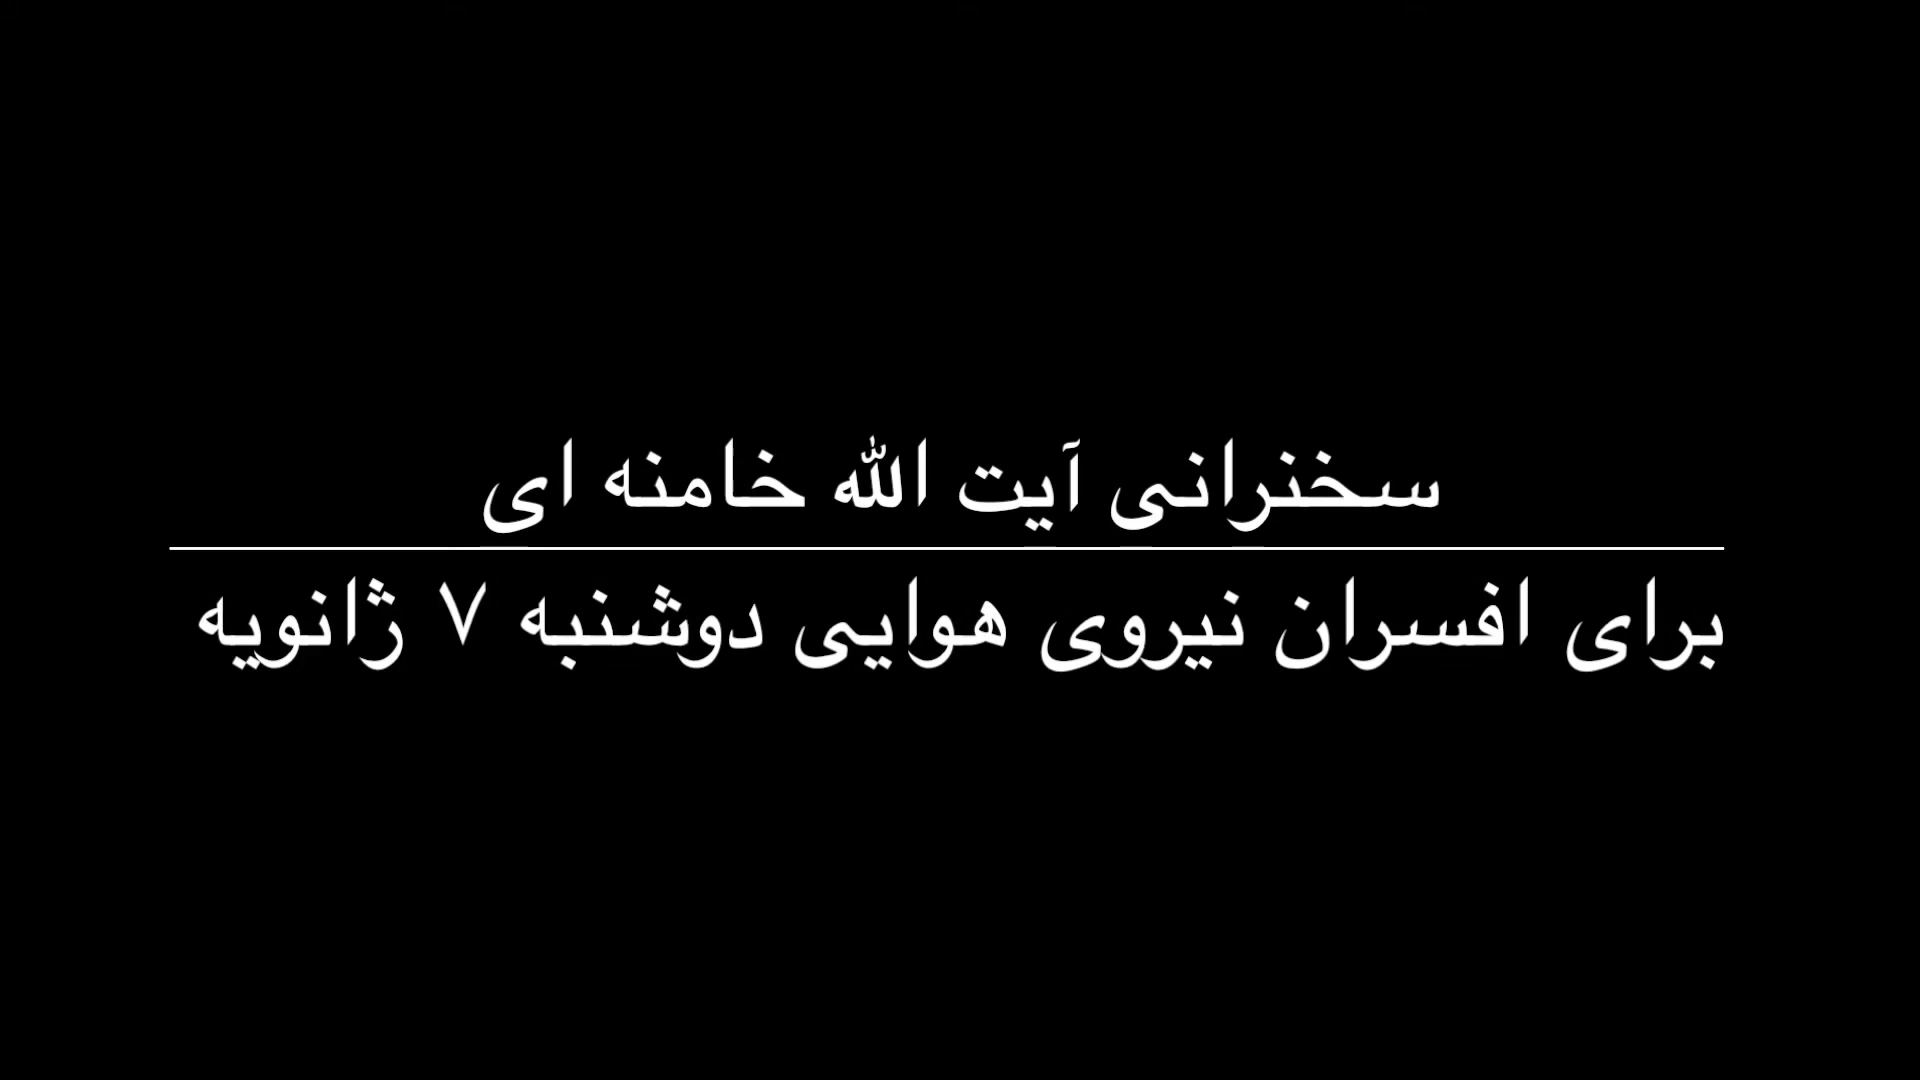 سخنرانی آیت الله خامنه ای
برای افسران نیروی هوایی دوشنبه ۷ ژانویه